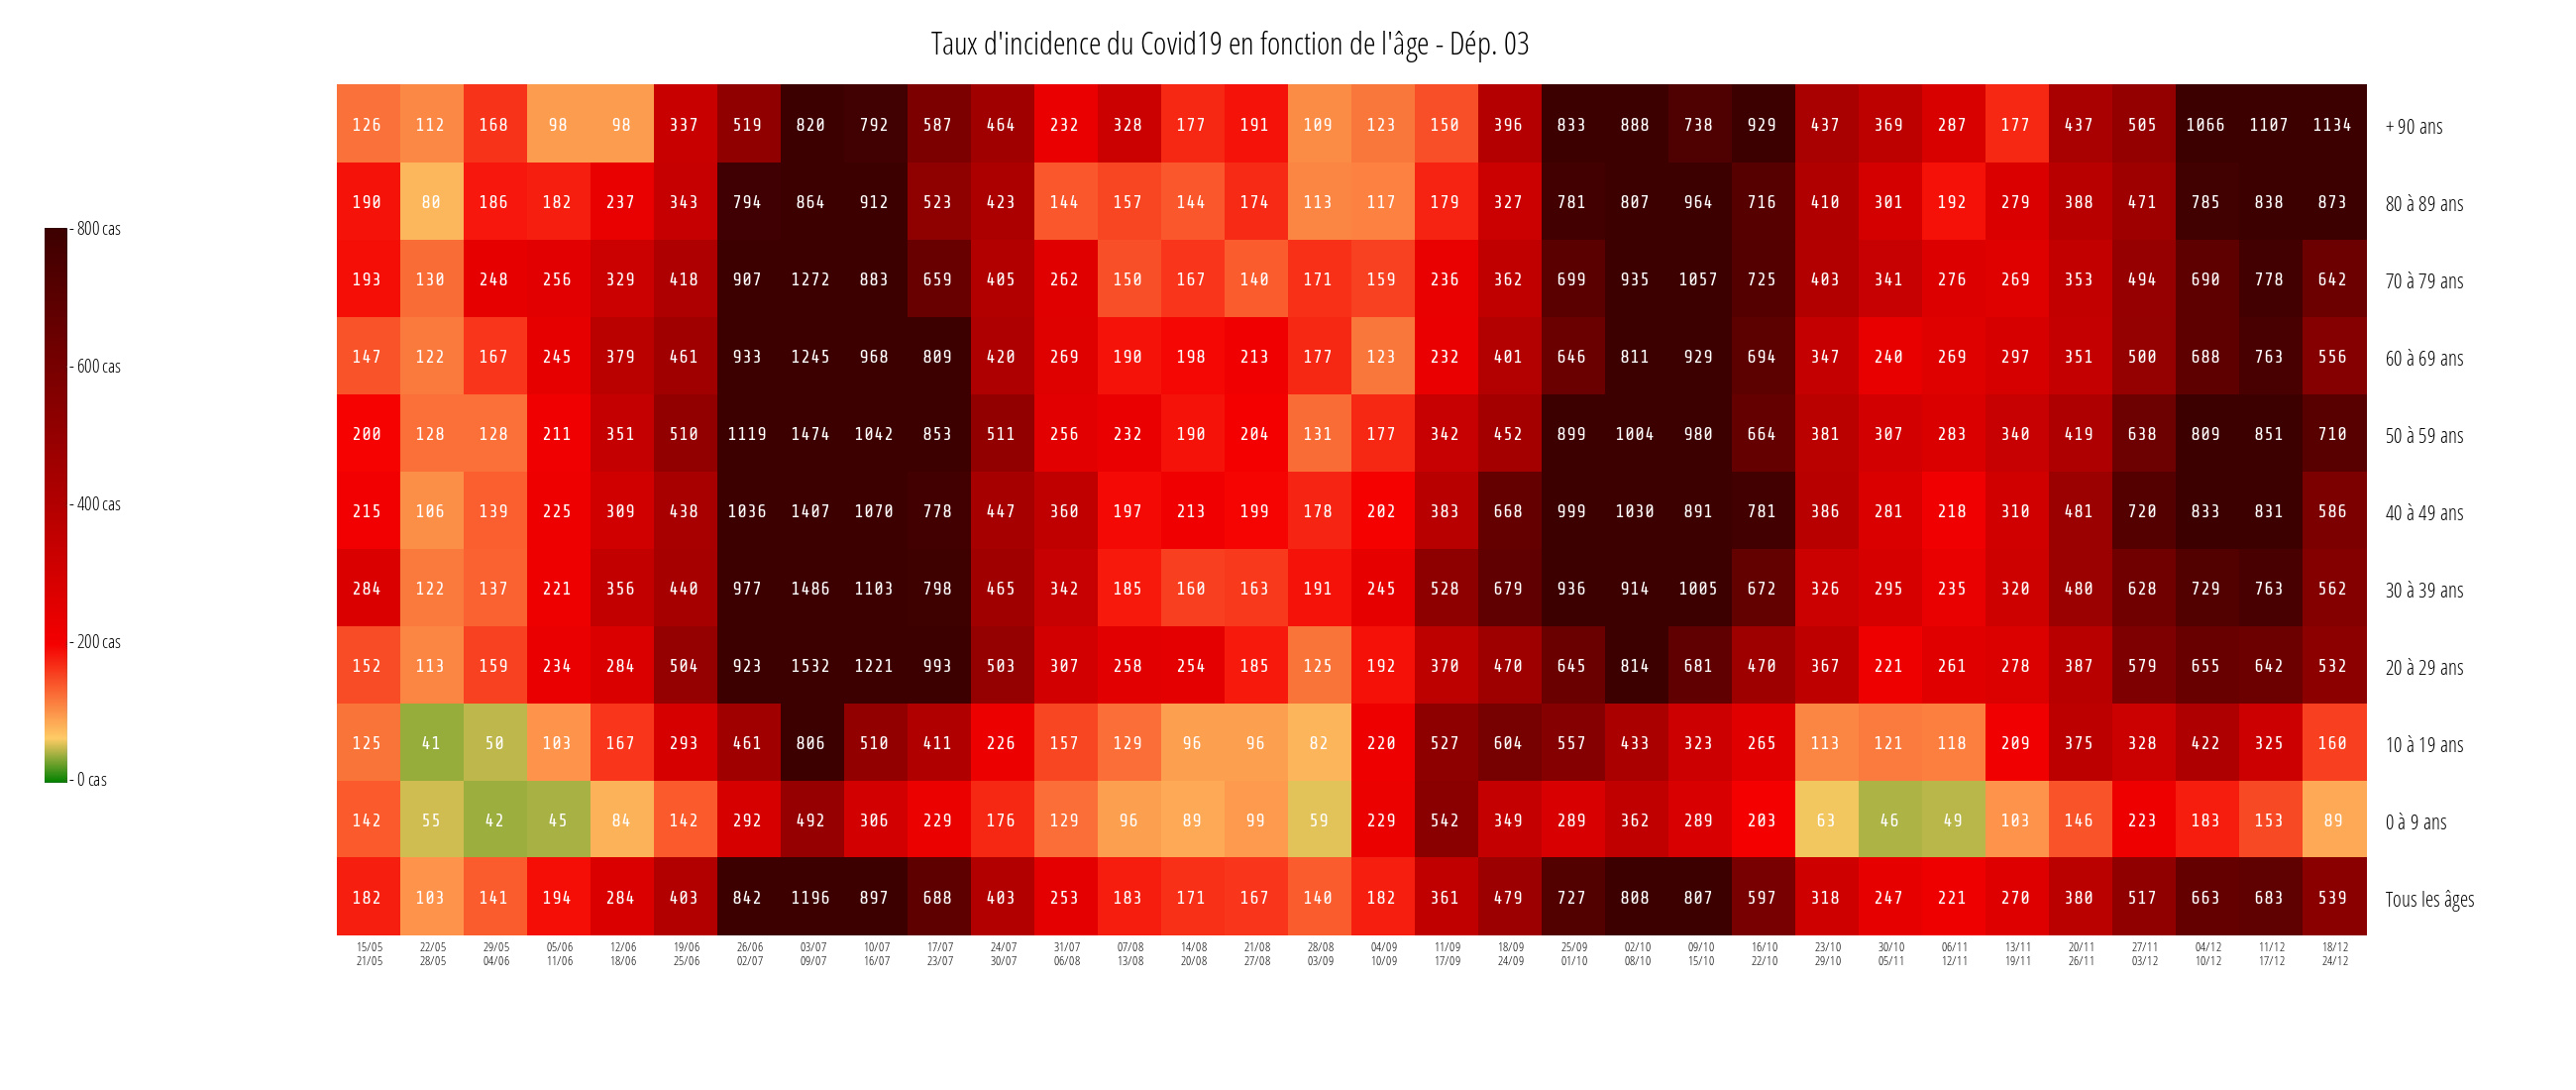 Taux d'incidence du Covid19 en fonction de l'âge - Dép. 03
- 800 cas
- 600 cas
- 400 cas
- 200 cas
- 0 cas
126 112 168 98 98 337 519 820 792 587 464 232 328 177 191 109 123 150 396 833 888 738 929 437 369 287 177 437 505 1066 1107 1134 + 90 ans
190 80 186 182 237 343 794 864 912 523 423 144 157 144 174 113 117 179 327 781 807 964 716 410 301 192 279 388 471 785 838 873 80 à 89 ans
193 130 248 256 329 418 907 1272 883 659 405 262 150 167 140 171 159 236 362 699 935 1057 725 403 341 276 269 353 494 690 778 642 70 à 79 ans
147 122 167 245 379 461 933 1245 968 809 420 269 190 198 213 177 123 232 401 646 811 929 694 347 240 269 297 351 500 688 763 556 60 à 69 ans
200 128 128 211 351 510 1119 1474 1042 853 511 256 232 190 204 131 177 342 452 899 1004 980 664 381 307 283 340 419 638 809 851 710 50 à 59 ans
215 106 139 225 309 438 1036 1407 1070 778 447 360 197 213 199 178 202 383 668 999 1030 891 781 386 281 218 310 481 720 833 831 586 40 à 49 ans
284 122 137 221 356 440 977 1486 1103 798 465 342 185 160 163 191 245 528 679 936 914 1005 672 326 295 235 320 480 628 729 763 562 30 à 39 ans
152 113 159 234 284 504 923 1532 1221 993 503 307 258 254 185 125 192 370 470 645 814 681 470 367 221 261 278 387 579 655 642 532 20 à 29 ans
125 41 50 103 167 293 461 806 510 411 226 157 129 96 96 82 220 527 604 557 433 323 265 113 121 118 209 375 328 422 325 160 10 à 19 ans
142 55 42 45 84 142 292 492 306 229 176 129 96 89 99 59 229 542 349 289 362 289 203 63 46 49 103 146 223 183 153 89 0 à 9 ans
182 103 141 194 284 403 842 1196 897 688 403 253 183 171 167 140 182 361 479 727 808 807 597 318 247 221 270 380 517 663 683 539 Tous les âges
15/05 22/05 29/05 05/06 12/06 19/06 26/06 03/07 10/07 17/07 24/07 31/07 07/08 14/08 21/08 28/08 04/09 11/09 18/09 25/09 02/10 09/10 16/10 23/10 30/10 06/11 13/11 20/11 27/11 04/12 11/12 18/12
21/05 28/05 04/06 11/06 18/06 25/06 02/07 09/07 16/07 23/07 30/07 06/08 13/08 20/08 27/08 03/09 10/09 17/09 24/09 01/10 08/10 15/10 22/10 29/10 05/11 12/11 19/11 26/11 03/12 10/12 17/12 24/12